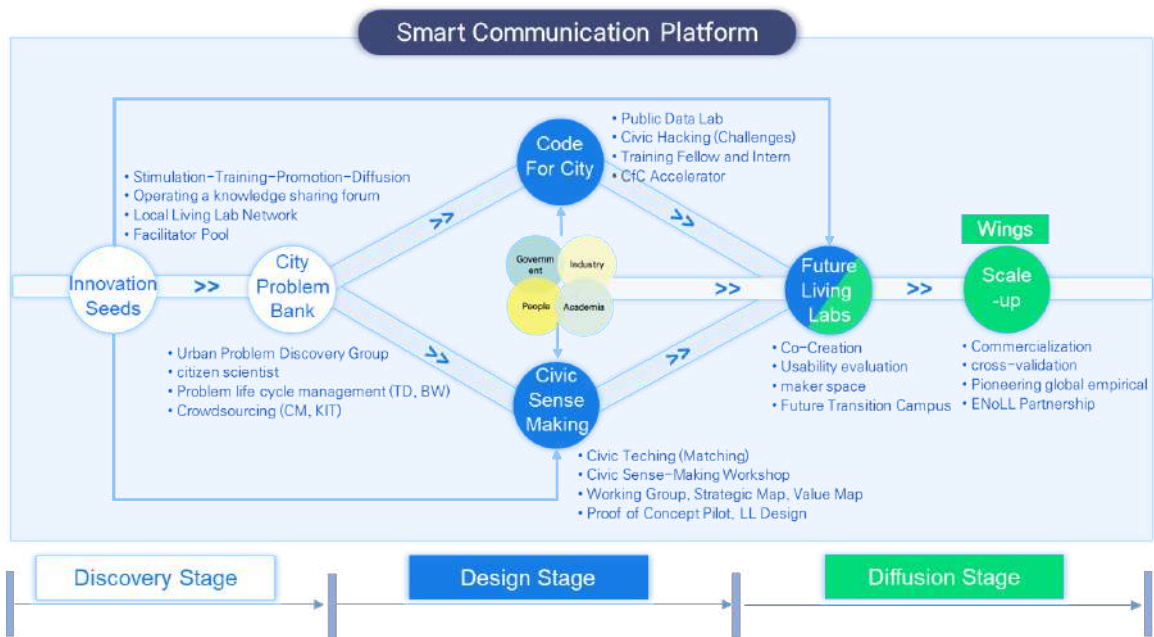 Smart Communication Platform
• Stimulation-Training-Promotion-Diffusion
• Operating a knowledge sharing forum
• Local Living Lab Network
• Facilitator Pool
Innovation
Seeds
>>
City
Problem
Bank
• Urban Problem Discovery Group
• citizen scientist
• Problem life cycle management (TD, BW)
• Crowdsourcing (CM, KIT)
>>
>>
Code
For City
• Public Data Lab
• Civic Hacking (Challenges)
• Training Fellow and Intern
• CfC Accelerator
Governm
ent
Industry
People
Academia
Civic
Sense
Making
• Civic Teching (Matching)
• Civic Sense-Making Workshop
• Working Group, Strategic Map, Value Map
• Proof of Concept Pilot, LL Design
>>
>>
>>
Future
Living
Labs
• Co-Creation
• Usability evaluation
• maker space
• Future Transition Campus
>>
Wings
Scale
-up
• Commercialization
• cross-validation
• Pioneering global empirical
• ENoLL Partnership
Discovery Stage
Design Stage
Diffusion Stage